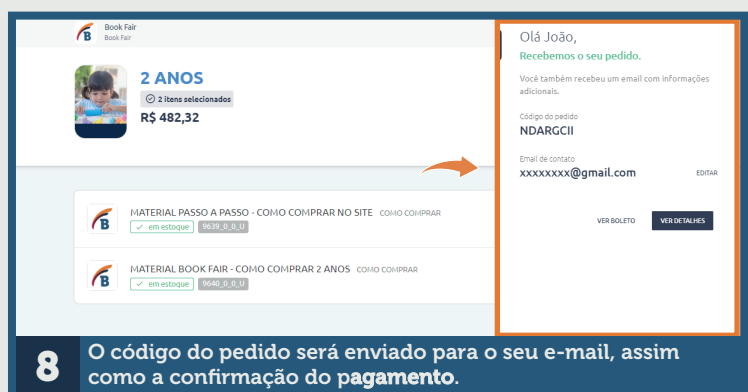 Book Fair
Book Fair
2 ANOS
2 itens selecionados
R$ 482,32
MATERIAL PASSO A PASSO - COMO COMPRAR NO SITE COMO COMPRAR
em estoque 9639_0_0_U
MATERIAL BOOK FAIR - COMO COMPRAR 2 ANOS COMO COMPRAR
em estoque 9640_0_0_U
Olá João,
Recebemos o seu pedido.
Você também recebeu um email com informações
adicionais.
Código do pedido
NDARGCII
Email de contato
xxxxxxxx@gmail.com EDITAR
VER BOLETO VER DETALHES
8
O código do pedido será enviado para o seu e-mail, assim
como a confirmação do pagamento.